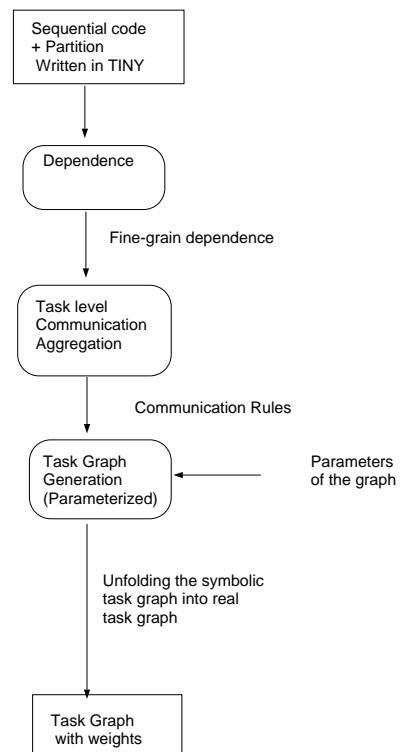 Sequential code
+ Partition
Written in TINY
Dependence
Fine-grain dependence
Task level
Communication
Aggregation
Communication Rules
Task Graph
Generation
(Parameterized)
Parameters
of the graph
Unfolding the symbolic
task graph into real
task graph
Task Graph
with weights